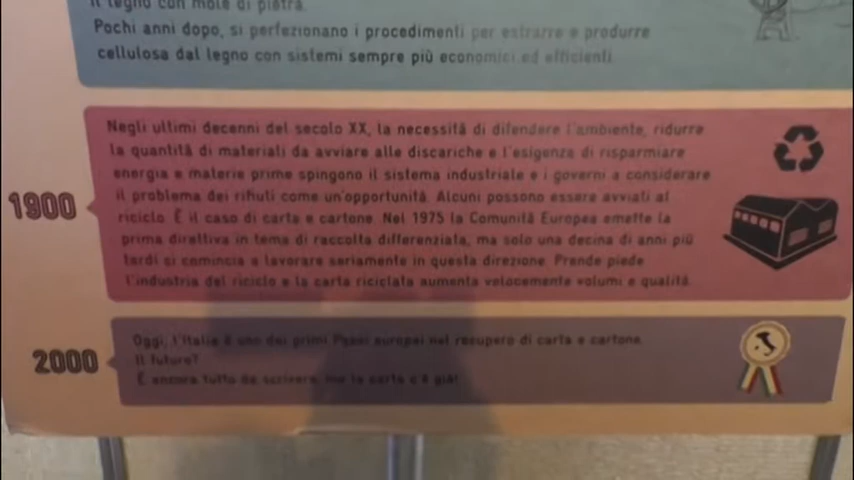 il legno con mole di pietra.
Pochi anni dopo, si perfezionano i procedimenti per estrarre e produrre
cellulosa dal legno con sistemi sempre più economici ed efficienti.
Negli ultimi decenni del secolo XX, la necessità di difendere l'ambiente, ridurre
la quantità di materiali da avviare alle discariche e l'esigenza di risparmiare
energia e materie prime spingono il sistema industriale e i governi a considerare
il problema dei rifiuti come un'opportunità. Alcuni possono essere avviati al
riciclo. È il caso di carta e cartone. Nel 1975 la Comunità Europea emette la
prima direttiva in tema di raccolta differenziata, ma solo una decina di anni più
tardi si comincia a lavorare seriamente in questa direzione. Prende piede
l'industria del riciclo e la carta riciclata aumenta velocemente volumi e qualità.
1900
Oggi, l'Italia è uno dei primi Paesi europei nel recupero di carta e cartone.
Il futuro?
È ancora tutto da scrivere, ma la carta c'è già!
2000